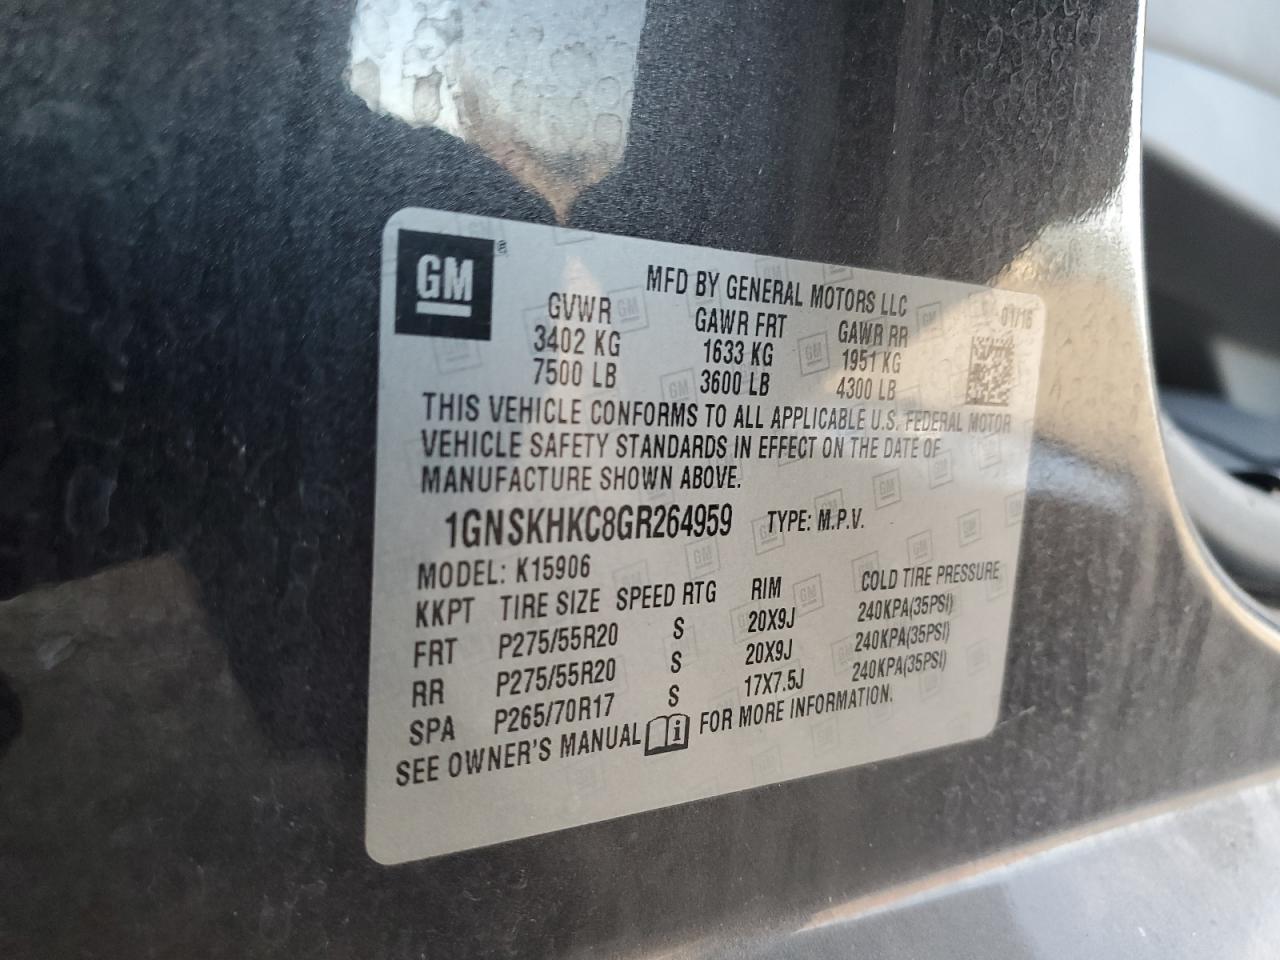 GM®
MFD BY GENERAL MOTORS LLC
01/16
GVWR GAWR FRT GAWR RR
3402 KG 1633 KG 1951 KG
7500 LB 3600 LB 4300 LB
THIS VEHICLE CONFORMS TO ALL APPLICABLE U.S. FEDERAL MOTOR
VEHICLE SAFETY STANDARDS IN EFFECT ON THE DATE OF
MANUFACTURE SHOWN ABOVE.
1GNSKHKC8GR264959 TYPE: M.P.V.
MODEL: K15906
KKPT TIRE SIZE SPEED RTG RIM COLD TIRE PRESSURE
FRT P275/55R20 S 20X9J 240KPA(35PSI)
RR P275/55R20 S 20X9J 240KPA(35PSI)
SPA P265/70R17 S 17X7.5J 240KPA(35PSI)
SEE OWNER'S MANUAL i FOR MORE INFORMATION.